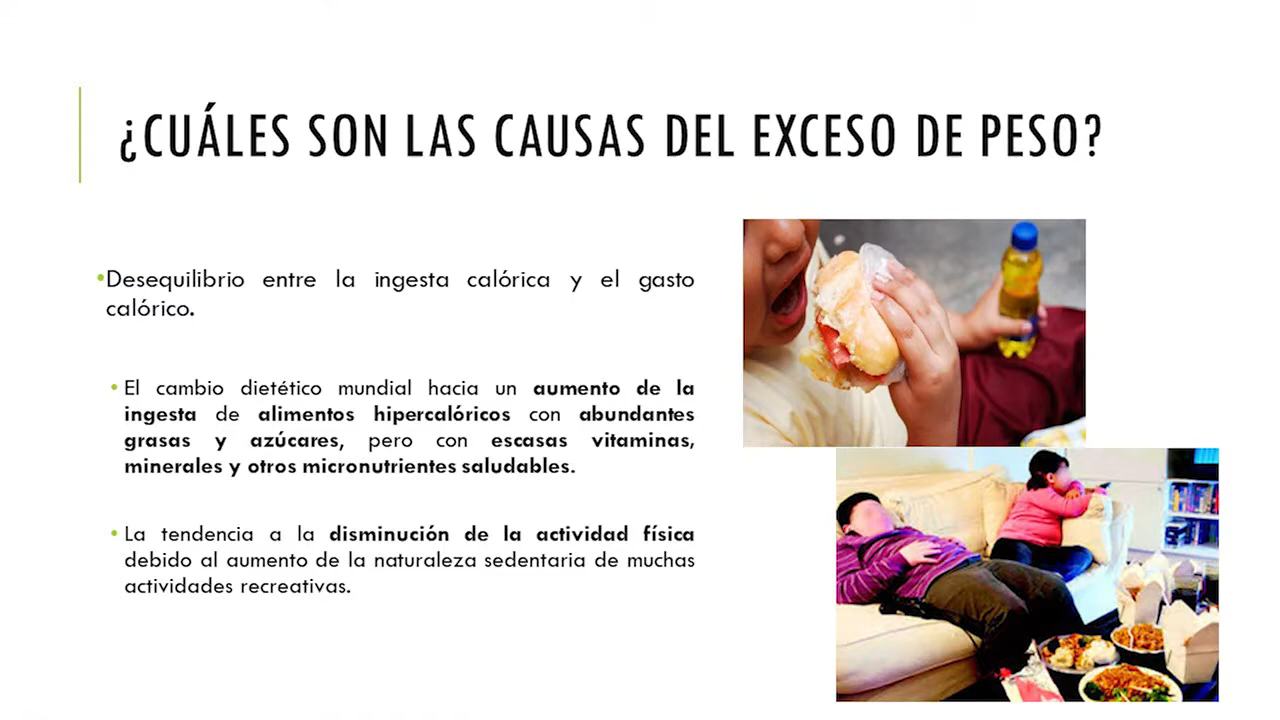 ¿CUÁLES SON LAS CAUSAS DEL EXCESO DE PESO?
•Desequilibrio entre la ingesta calórica y el gasto
calórico.
• El cambio dietético mundial hacia un aumento de la
ingesta de alimentos hipercalóricos con abundantes
grasas y azúcares, pero con escasas vitaminas,
minerales y otros micronutrientes saludables.
• La tendencia a la disminución de la actividad física
debido al aumento de la naturaleza sedentaria de muchas
actividades recreativas.